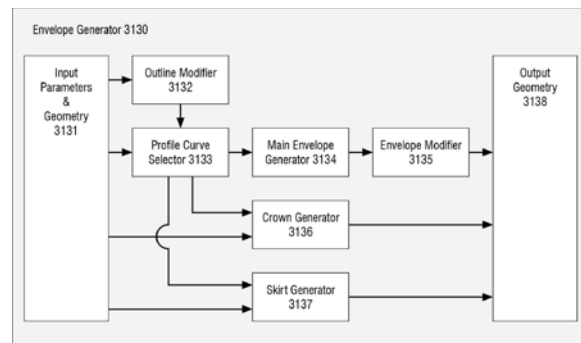 Envelope Generator 3130
Input
Parameters
&
Geometry
3131
Outline Modifier
3132
Output
Geometry
3138
Profile Curve
Selector 3133
Main Envelope
Generator 3134
Envelope Modifier
3135
Crown Generator
3136
Skirt Generator
3137